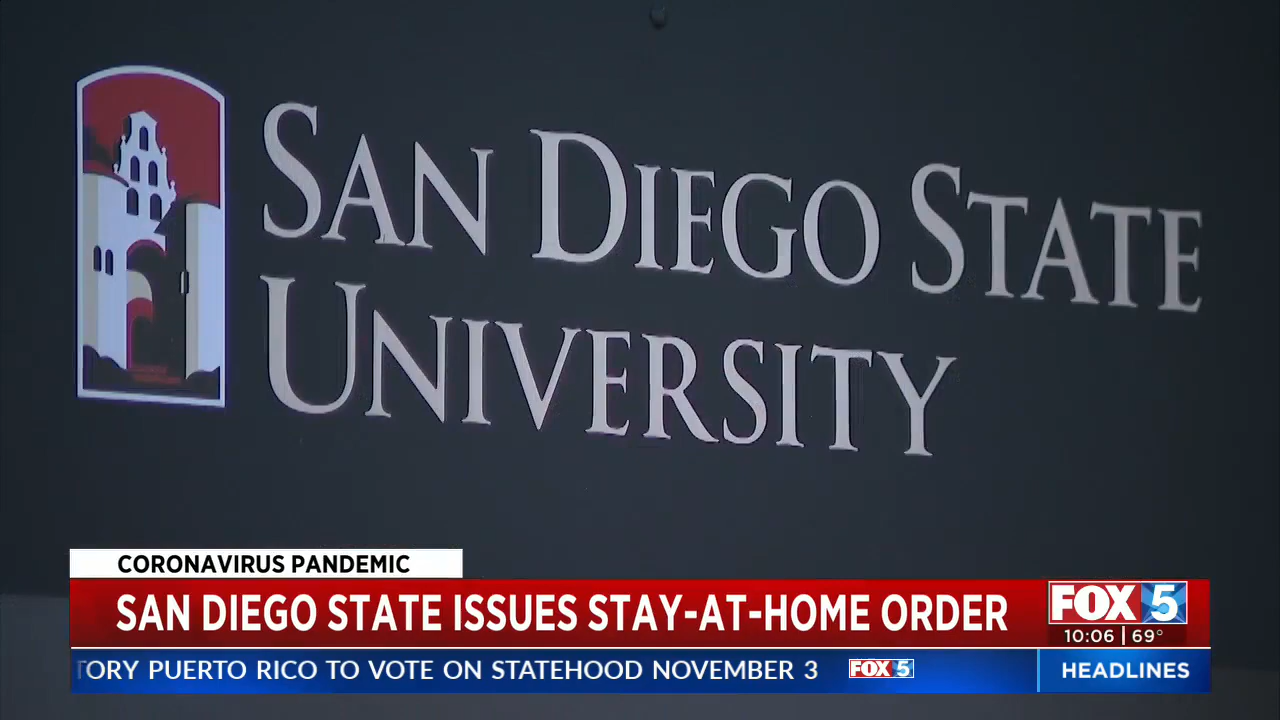 SAN DIEGO STATE
UNIVERSITY
CORONAVIRUS PANDEMIC
SAN DIEGO STATE ISSUES STAY-AT-HOME ORDER
FOX 5
10:06 | 69°
PUERTO RICO TO VOTE ON STATEHOOD NOVEMBER 3 FOX 5
HEADLINES